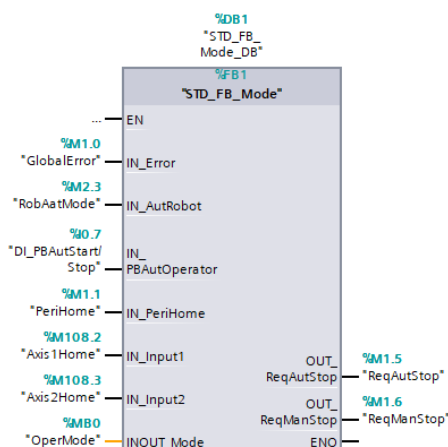 %DB1
"STD_FB_
Mode_DB"
%FB1
"STD_FB_Mode"
... EN
%M1.0
"GlobalError" IN_Error
%M2.3
"RobAatMode" IN_AutRobot
%I0.7
"DI_PBAutStart/
Stop"
IN_
PBAutOperator
%M1.1
"PeriHome" IN_PeriHome
%M108.2
"Axis1Home" IN_Input1
%M108.3
"Axis2Home" IN_Input2
%MB0
"OperMode" INOUT_Mode
OUT_
ReqAutStop
%M1.5
"ReqAutStop"
OUT_
ReqManStop
%M1.6
"ReqManStop"
ENO